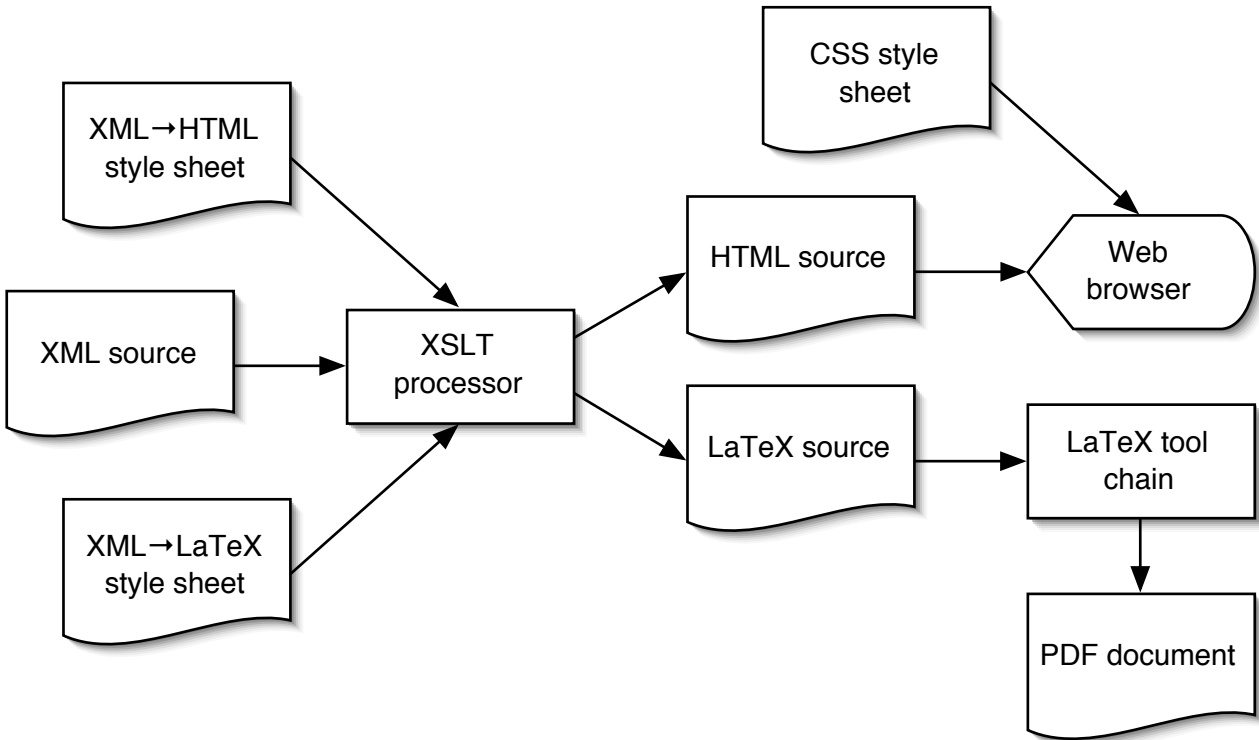 CSS style
sheet
XML→HTML
style sheet
HTML source
Web
browser
XML source
XSLT
processor
LaTeX source
LaTeX tool
chain
XML→LaTeX
style sheet
PDF document